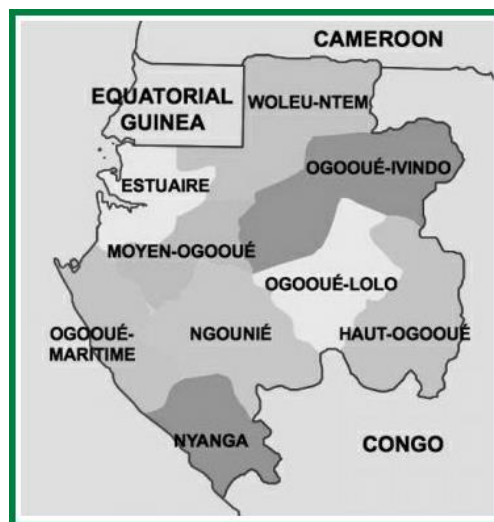 CAMEROON
EQUATORIAL
GUINEA
WOLEU-NTEM
OGOOUÉ-IVINDO
ESTUAIRE
MOYEN-OGOOUÉ
OGOOUÉ-LOLO
OGOOUÉ-
MARITIME
NGOUNIÉ
HAUT-OGOOUÉ
NYANGA
CONGO